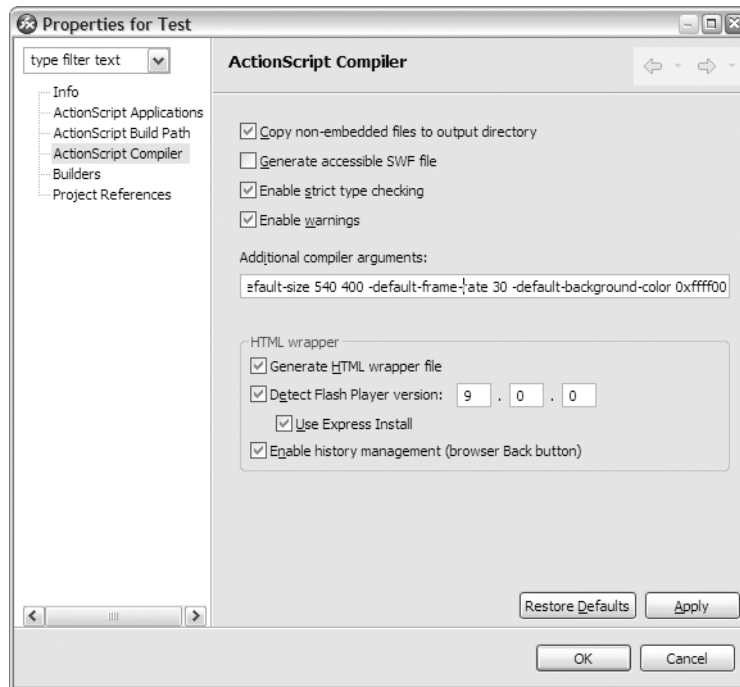 Properties for Test
type filter text
Info
ActionScript Applications
ActionScript Build Path
ActionScript Compiler
Builders
Project References
ActionScript Compiler
Copy non-embedded files to output directory
Generate accessible SWF file
Enable strict type checking
Enable warnings
Additional compiler arguments:
efault-size 540 400 -default-frame-rate 30 -default-background-color 0xffff00
HTML wrapper
Generate HTML wrapper file
Detect Flash Player version: 9 . 0 . 0
Use Express Install
Enable history management (browser Back button)
Restore Defaults Apply
OK Cancel